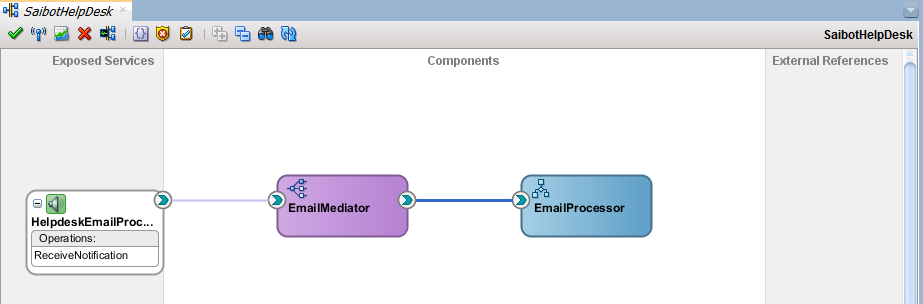 SaibotHelpDesk
SaibotHelpDesk
Exposed Services
Components
External References
EmailMediator
EmailProcessor
HelpdeskEmailProc...
Operations:
ReceiveNotification